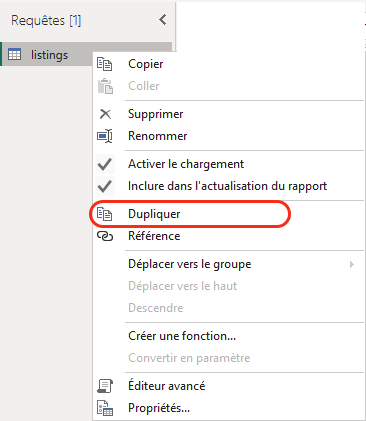 Requêtes [1]
listings
Copier
Coller
Supprimer
Renommer
Activer le chargement
Inclure dans l'actualisation du rapport
Dupliquer
Référence
Déplacer vers le groupe
Déplacer vers le haut
Descendre
Créer une fonction...
Convertir en paramètre
Éditeur avancé
Propriétés...